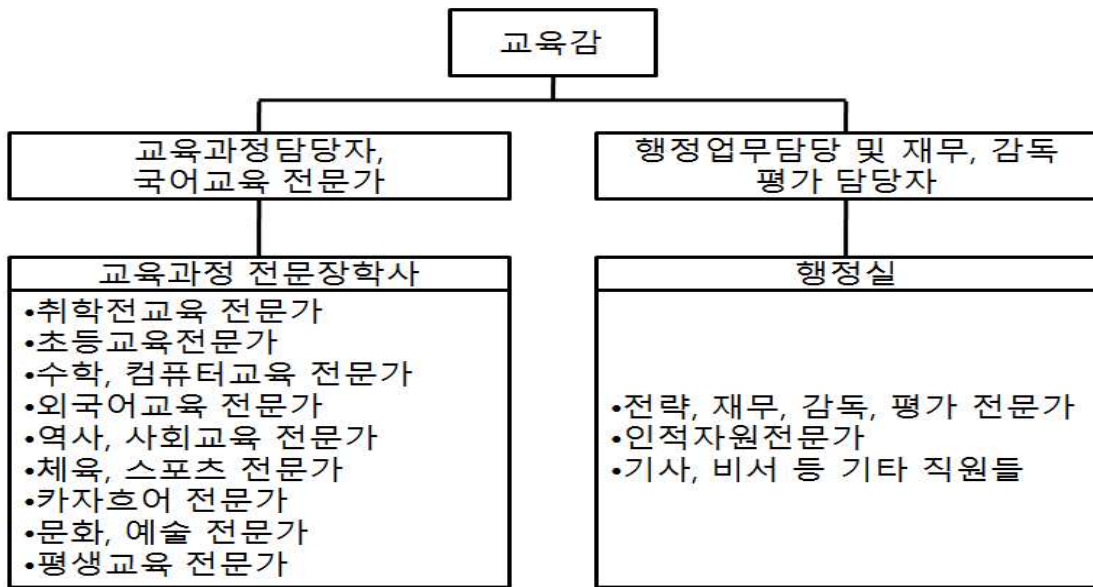 교육감
교육과정담당자,
국어교육 전문가
행정업무담당 및 재무, 감독
평가 담당자
교육과정 전문장학사
•취학전교육 전문가
•초등교육전문가
•수학, 컴퓨터교육 전문가
•외국어교육 전문가
•역사, 사회교육 전문가
•체육, 스포츠 전문가
•카자흐어 전문가
•문화, 예술 전문가
•평생교육 전문가
행정실
•전략, 재무, 감독, 평가 전문가
•인적자원전문가
•기사, 비서 등 기타 직원들